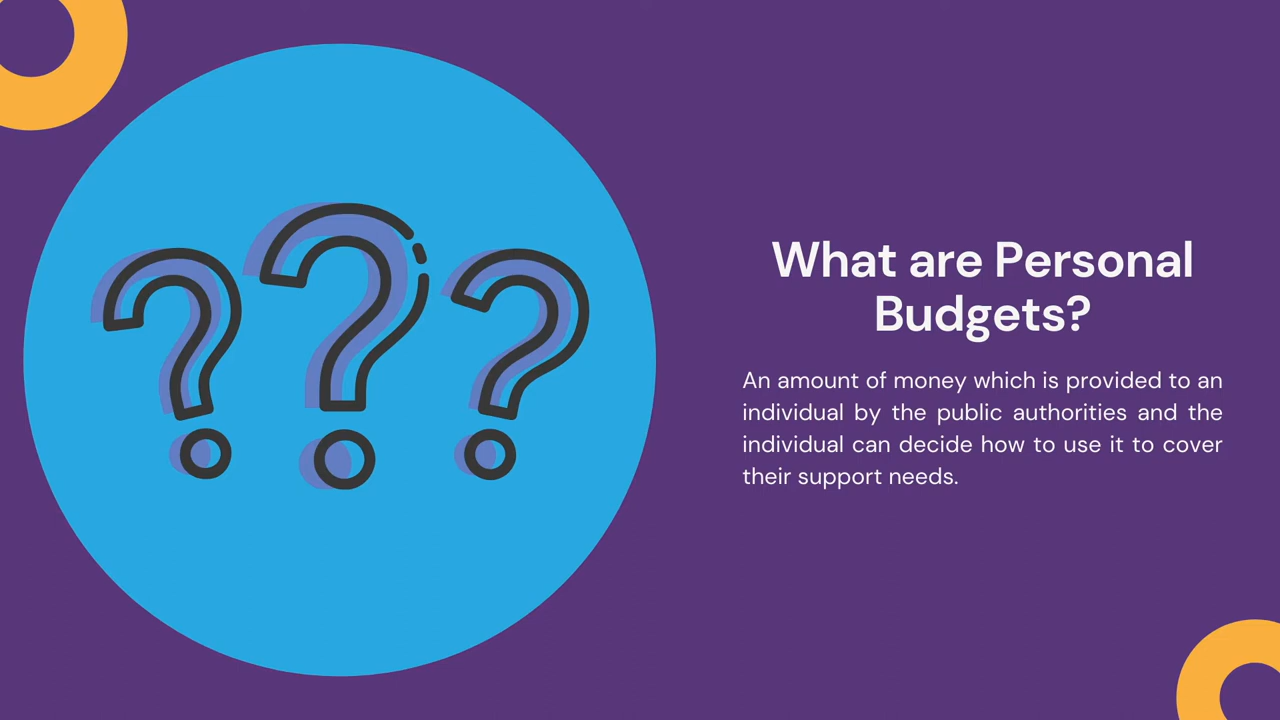 What are Personal
Budgets?
An amount of money which is provided to an
individual by the public authorities and the
individual can decide how to use it to cover
their support needs.